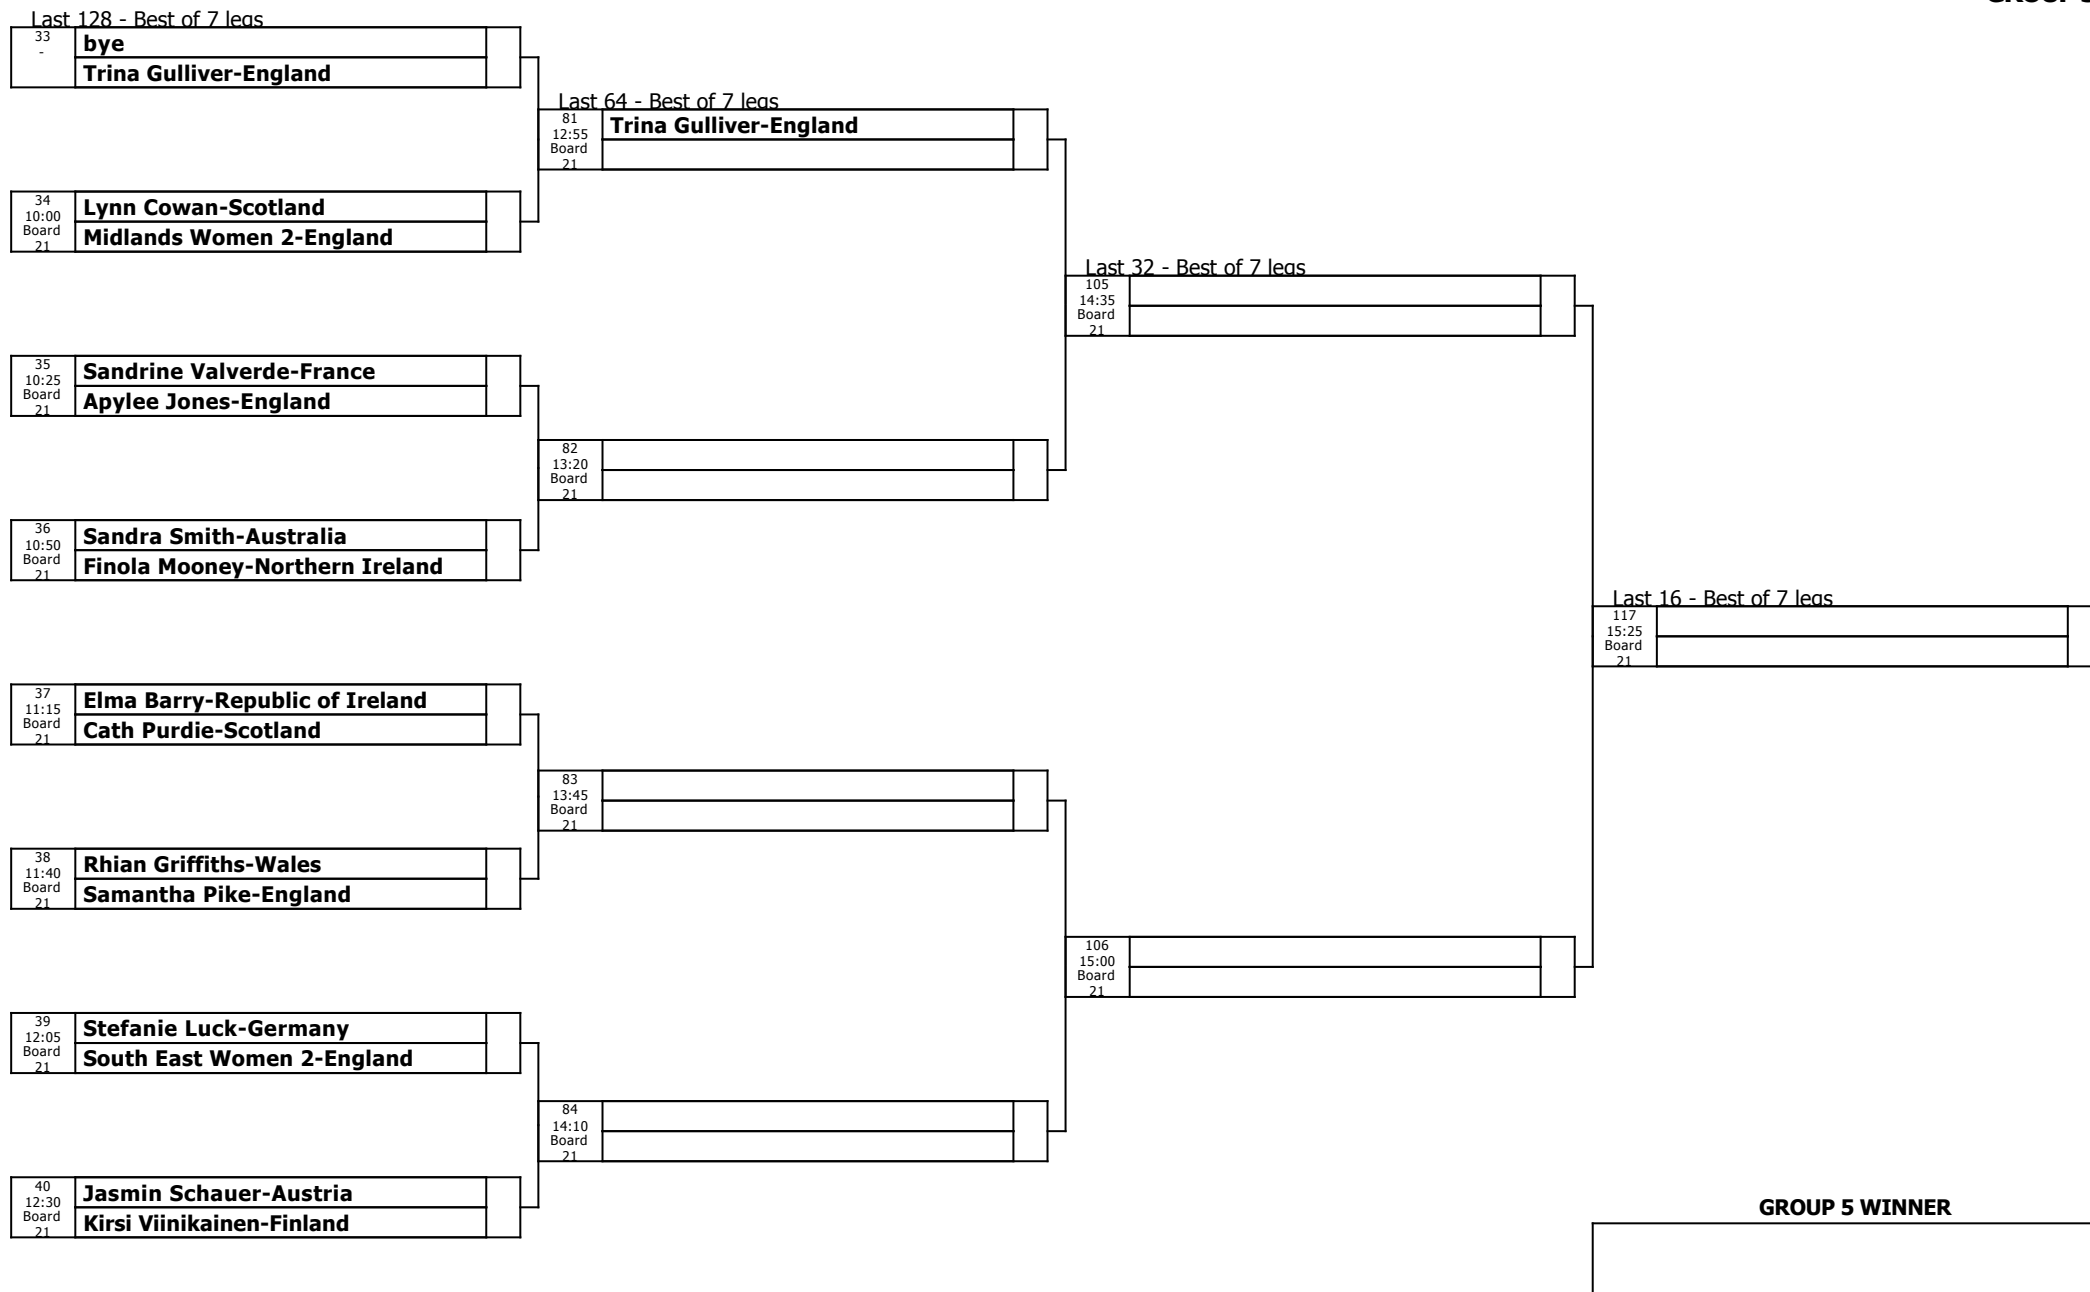 GROUP 5
Last 128 - Best of 7 legs
33
-
bye
Trina Gulliver-England
Last 64 - Best of 7 legs
81
12:55
Board
21
Trina Gulliver-England
34
10:00
Board
21
Lynn Cowan-Scotland
Midlands Women 2-England
Last 32 - Best of 7 legs
105
14:35
Board
21
35
10:25
Board
21
Sandrine Valverde-France
Apylee Jones-England
82
13:20
Board
21
36
10:50
Board
21
Sandra Smith-Australia
Finola Mooney-Northern Ireland
Last 16 - Best of 7 legs
117
15:25
Board
21
37
11:15
Board
21
Elma Barry-Republic of Ireland
Cath Purdie-Scotland
83
13:45
Board
21
38
11:40
Board
21
Rhian Griffiths-Wales
Samantha Pike-England
106
15:00
Board
21
39
12:05
Board
21
Stefanie Luck-Germany
South East Women 2-England
84
14:10
Board
21
40
12:30
Board
21
Jasmin Schauer-Austria
Kirsi Viinikainen-Finland
GROUP 5 WINNER